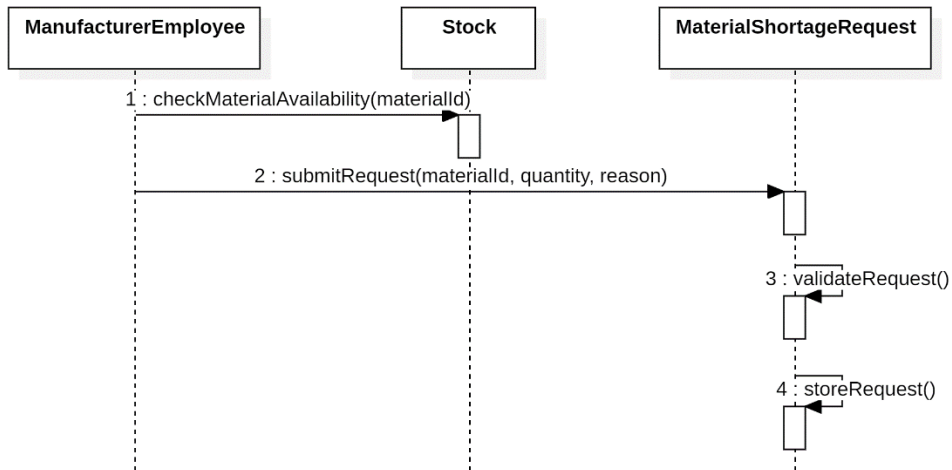 ManufacturerEmployee
Stock
MaterialShortageRequest
1 : checkMaterialAvailability(materialId)
2 : submitRequest(materialId, quantity, reason)
3 : validateRequest()
4 : storeRequest()